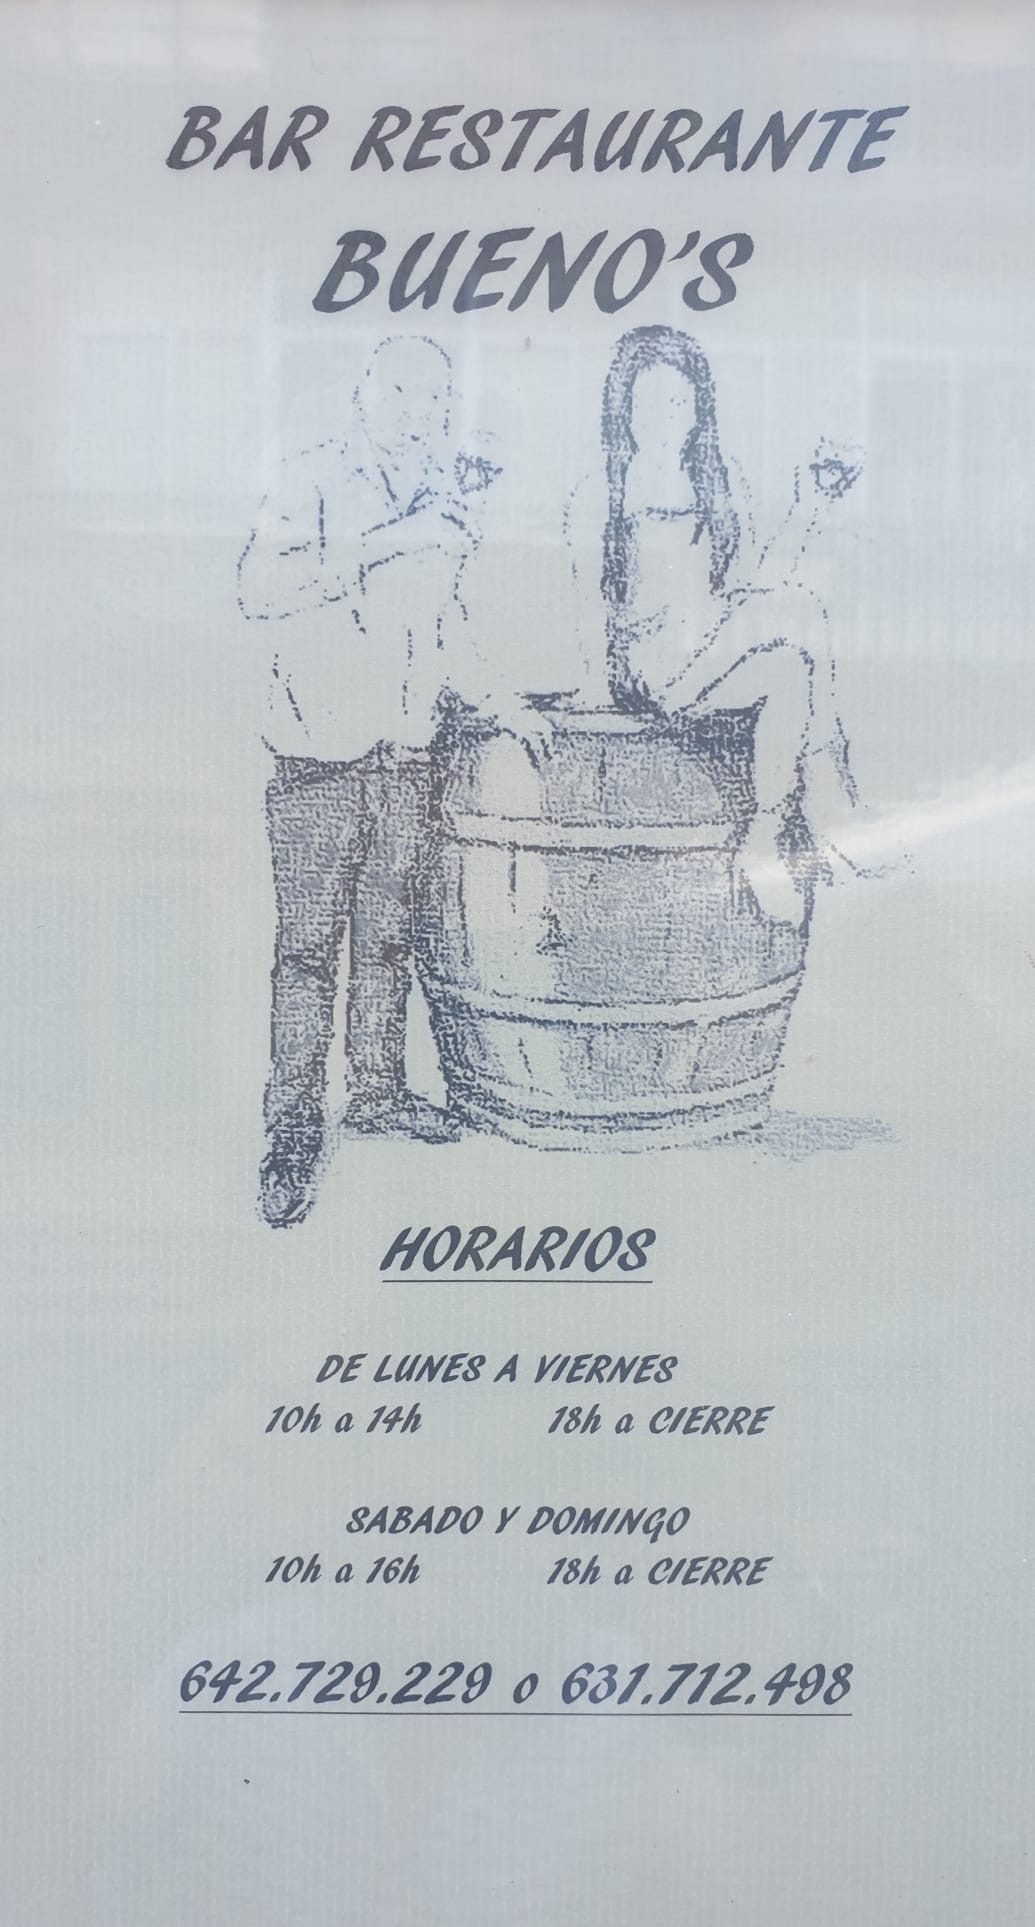 BAR RESTAURANTE
BUENO'S
HORARIOS
DE LUNES A VIERNES
10h a 14h 18h a CIERRE
SABADO Y DOMINGO
10h a 16h 18h a CIERRE
642.729.229 o 631.712.498